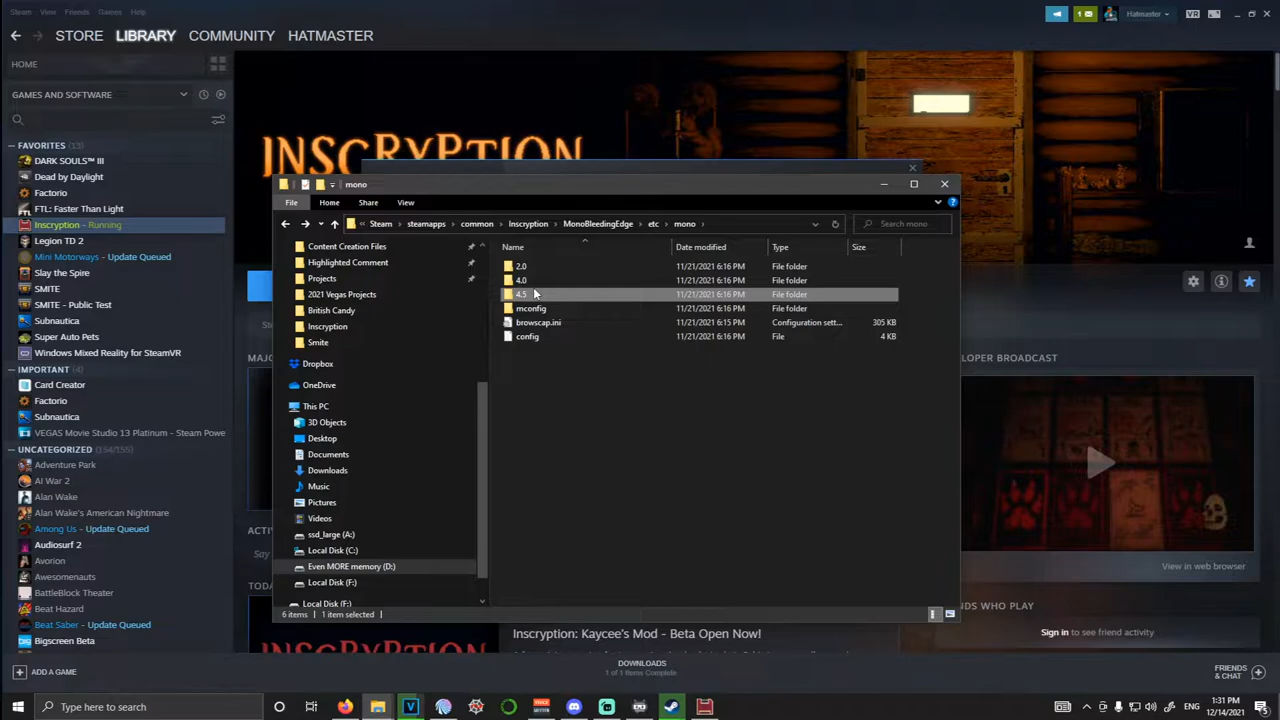 Steam View Friends Games Help
1
Hatmaster
VR
STORE LIBRARY COMMUNITY HATMASTER
HOME
GAMES AND SOFTWARE
INSCRYPTION
FAVORITES (13)
DARK SOULS™ III
Dead by Daylight
Factorio
FTL: Faster Than Light
Inscryption - Running
Legion TD 2
Mini Motorways - Update Queued
Slay the Spire
SMITE
SMITE - Public Test
Subnautica
Super Auto Pets
Windows Mixed Reality for SteamVR
IMPORTANT (4)
Card Creator
Factorio
Subnautica
VEGAS Movie Studio 13 Platinum - Steam Powe
UNCATEGORIZED (154/155)
Adventure Park
AI War 2
Alan Wake
Alan Wake's American Nightmare
Among Us - Update Queued
Audiosurf 2
Avorion
Awesomenauts
BattleBlock Theater
Beat Hazard
Beat Saber - Update Queued
Bigscreen Beta
mono
File Home Share View
Steam > steamapps > common > Inscryption > MonoBleedingEdge > etc > mono >
Search mono
Name Date modified Type Size
2.0 11/21/2021 6:16 PM File folder
4.0 11/21/2021 6:16 PM File folder
4.5 11/21/2021 6:16 PM File folder
mconfig 11/21/2021 6:16 PM File folder
browscap.ini 11/21/2021 6:15 PM Configuration sett... 305 KB
config 11/21/2021 6:16 PM File 4 KB
Content Creation Files
Highlighted Comment
Projects
2021 Vegas Projects
British Candy
Inscryption
Smite
Dropbox
OneDrive
This PC
3D Objects
Desktop
Documents
Downloads
Music
Pictures
Videos
ssd_large (A:)
Local Disk (C:)
Even MORE memory (D:)
Local Disk (F:)
Local Disk (F:)
6 items 1 item selected
MAJ
ACTIV
Say
TODA
INSCRYPTION
Inscryption: Kaycee's Mod - Beta Open Now!
LOPER BROADCAST
View in web browser
ENDS WHO PLAY
Sign in to see friend activity
ADD A GAME
DOWNLOADS
1 of 1 Items Complete
FRIENDS
& CHAT
Type here to search
VOICE
ENG
1:31 PM
12/14/2021